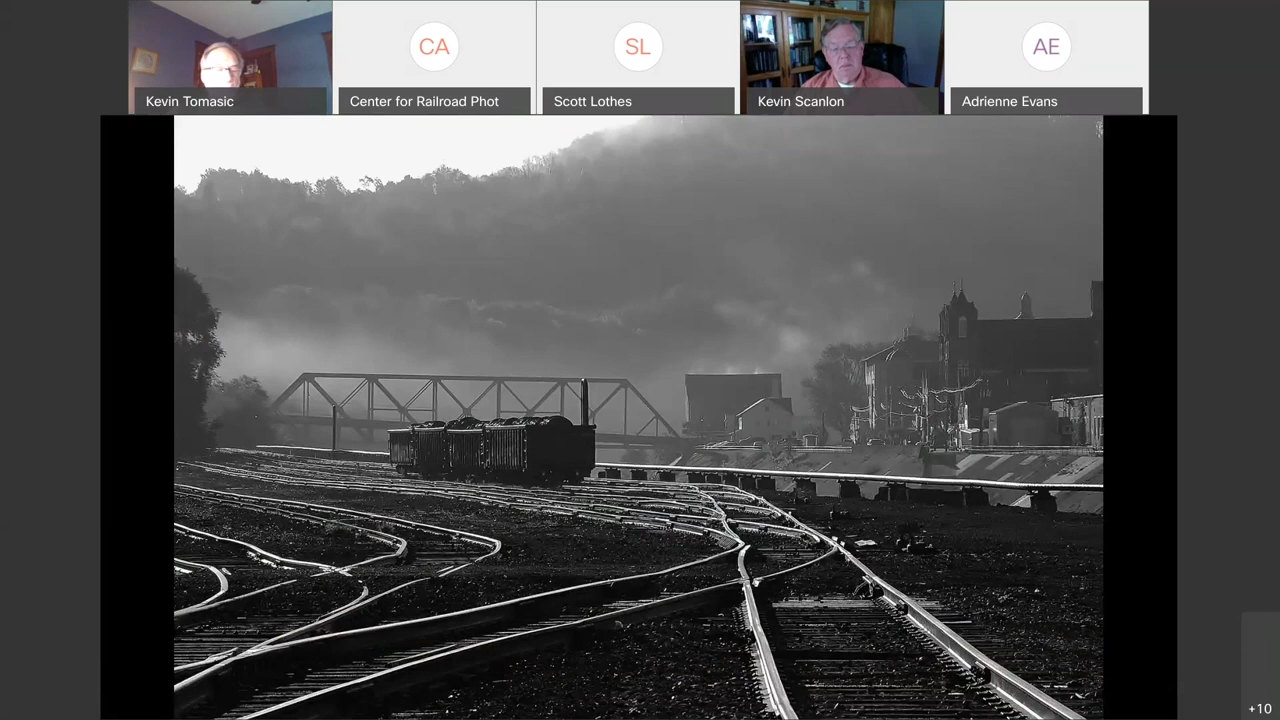 CA
SL
AE
Kevin Tomasic
Center for Railroad Phot
Scott Lothes
Kevin Scanlon
Adrienne Evans
+10